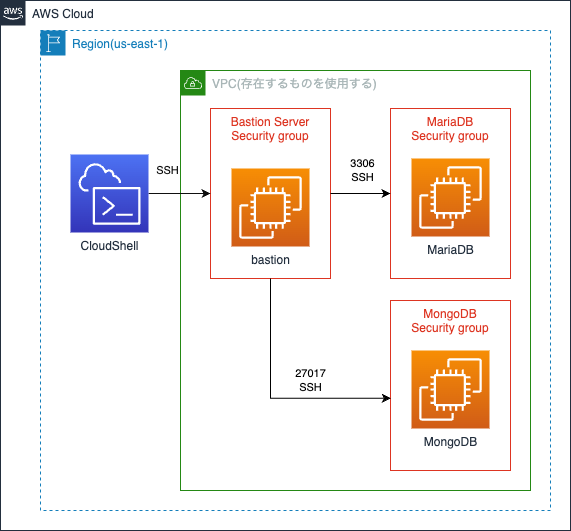 aws
AWS Cloud
Region(us-east-1)
VPC(存在するものを使用する)
Bastion Server
Security group
bastion
MariaDB
Security group
MariaDB
SSH
CloudShell
3306
SSH
MongoDB
Security group
MongoDB
27017
SSH